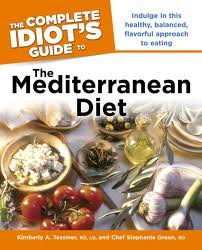 THE COMPLETE
IDIOT'S
GUIDE TO
Indulge in this
healthy, balanced,
flavorful approach
to eating
The
Mediterranean
Diet
Kimberly A. Tessmer, RD, LD, and Chef Stephanie Green, RD